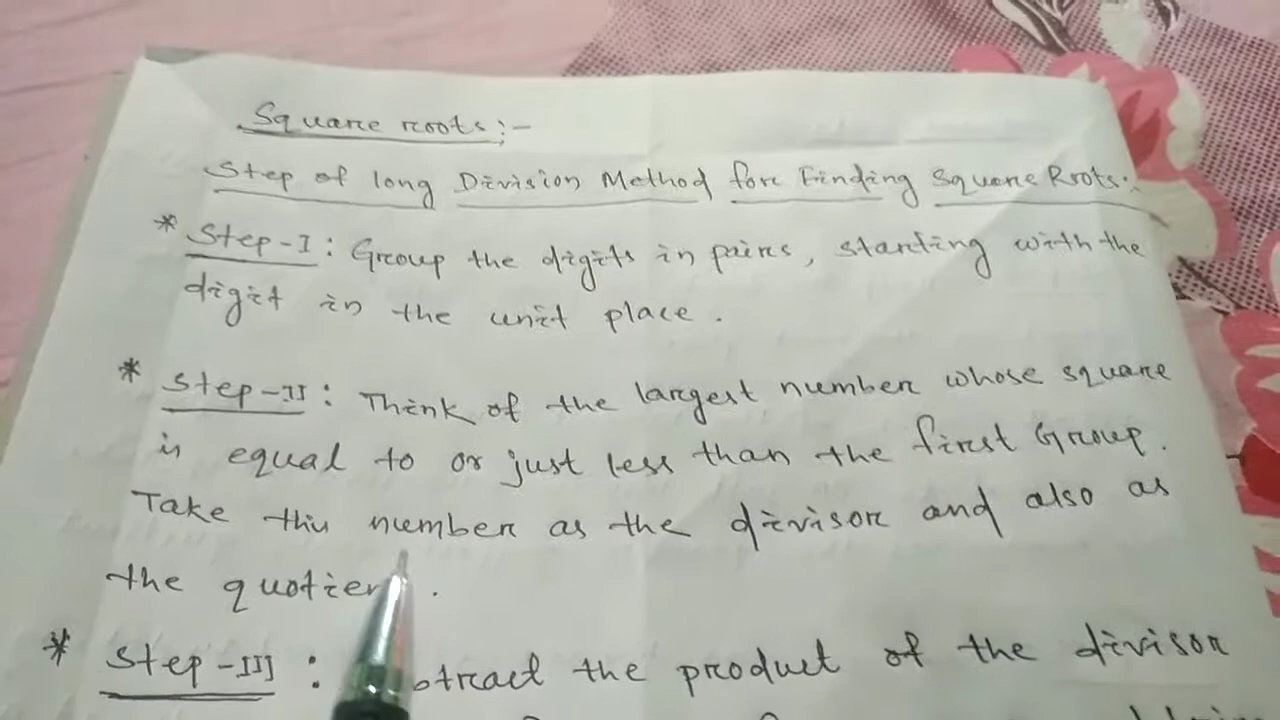 Square roots:-
Step of long Division Method for Finding Square Roots:
* Step-I: Group the digits in pairs, starting with the
digit in the unit place.
* Step-II: Think of the largest number whose square
is equal to or just less than the first Group.
Take this number as the divisor and also as
the quotien .
* Step-III : the product of the divisor